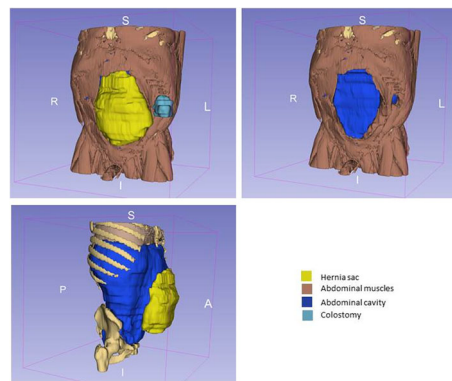 S
R
L
I
S
R
L
I
S
P
A
I
Hernia sac
Abdominal muscles
Abdominal cavity
Colostomy